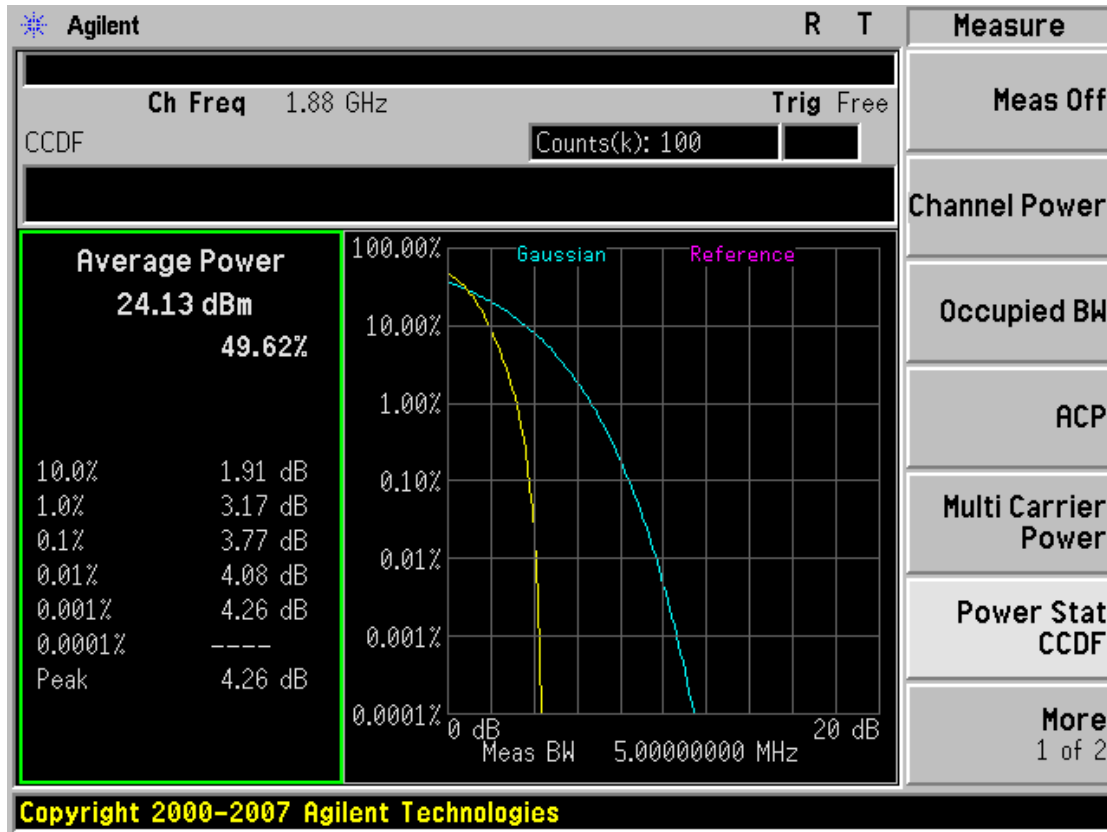 Agilent R T
Ch Freq 1.88 GHz Trig Free
CCDF Counts(k): 100
Average Power
24.13 dBm
49.62%
10.0% 1.91 dB
1.0% 3.17 dB
0.1% 3.77 dB
0.01% 4.08 dB
0.001% 4.26 dB
0.0001% ----
Peak 4.26 dB
Gaussian Reference
100.00%
10.00%
1.00%
0.10%
0.01%
0.001%
0.0001%
0 dB 20 dB
Meas BW 5.00000000 MHz
Measure
Meas Off
Channel Power
Occupied BW
ACP
Multi Carrier
Power
Power Stat
CCDF
More
1 of 2
Copyright 2000-2007 Agilent Technologies